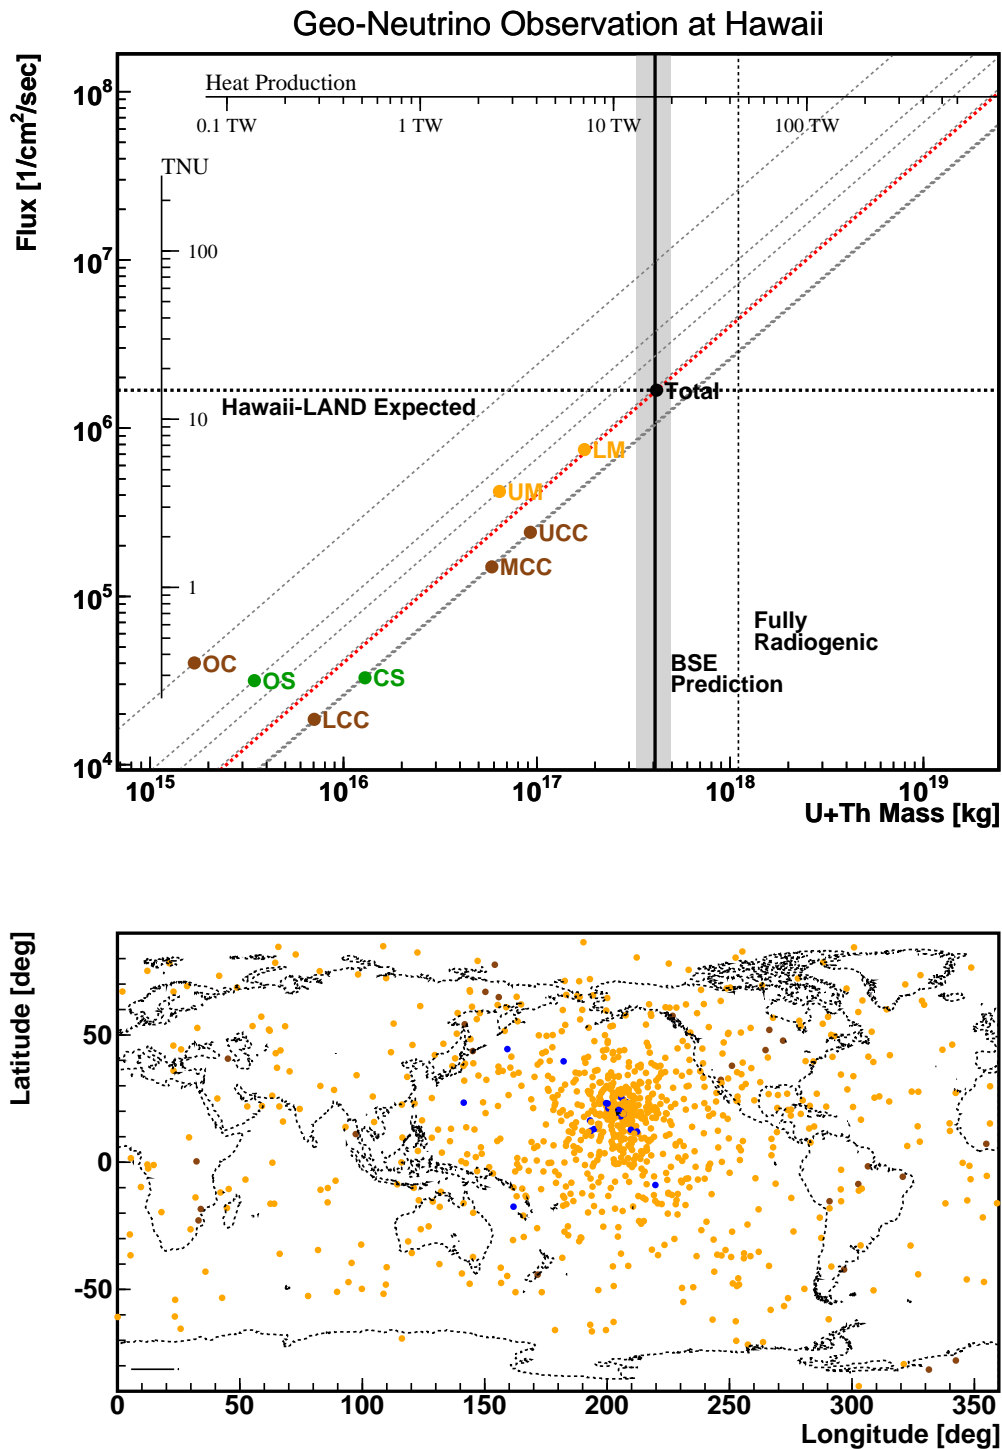 Geo-Neutrino Observation at Hawaii
Flux [1/cm²/sec]
10⁸
10⁷
10⁶
10⁵
10⁴
Heat Production
0.1 TW
1 TW
10 TW
100 TW
TNU
100
10
1
Total
Hawaii-LAND Expected
LM
UM
UCC
MCC
OC
OS
CS
LCC
Fully
Radiogenic
BSE
Prediction
10¹⁵
10¹⁶
10¹⁷
10¹⁸
10¹⁹
U+Th Mass [kg]
Latitude [deg]
50
0
-50
0
50
100
150
200
250
300
350
Longitude [deg]